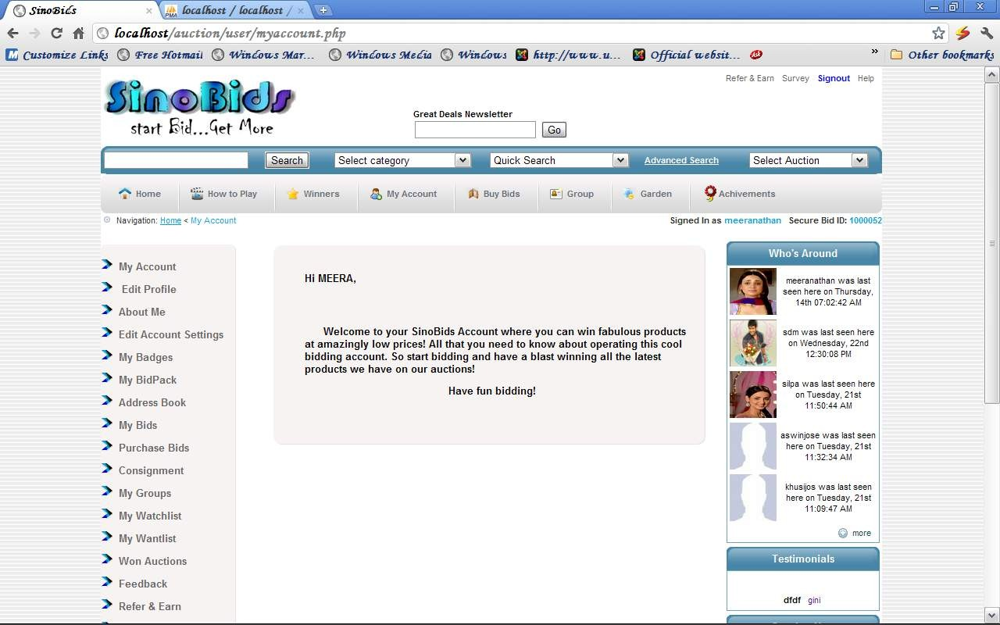 SinoBids
PMA localhost / localhost /
localhost/auction/user/myaccount.php
Customize Links Free Hotmail Windows Mar... Windows Media Windows http://www.u... Official websit... Ask » Other bookmarks
SinoBids
start Bid...Get More
Refer & Earn Survey Signout Help
Great Deals Newsletter
Go
Search Select category Quick Search Advanced Search Select Auction
Home How to Play Winners My Account Buy Bids Group Garden Achivements
Navigation: Home < My Account
Signed In as meeranathan Secure Bid ID: 1000052
My Account
Edit Profile
About Me
Edit Account Settings
My Badges
My BidPack
Address Book
My Bids
Purchase Bids
Consignment
My Groups
My Watchlist
My Wantlist
Won Auctions
Feedback
Refer & Earn
Hi MEERA,
Welcome to your SinoBids Account where you can win fabulous products
at amazingly low prices! All that you need to know about operating this cool
bidding account. So start bidding and have a blast winning all the latest
products we have on our auctions!
Have fun bidding!
Who's Around
meeranathan was last
seen here on Thursday,
14th 07:02:42 AM
sdm was last seen here
on Wednesday, 22nd
12:30:08 PM
silpa was last seen here
on Tuesday, 21st
11:50:44 AM
aswinjose was last seen
here on Tuesday, 21st
11:32:34 AM
khusijos was last seen
here on Tuesday, 21st
11:09:47 AM
more
Testimonials
dfdf gini